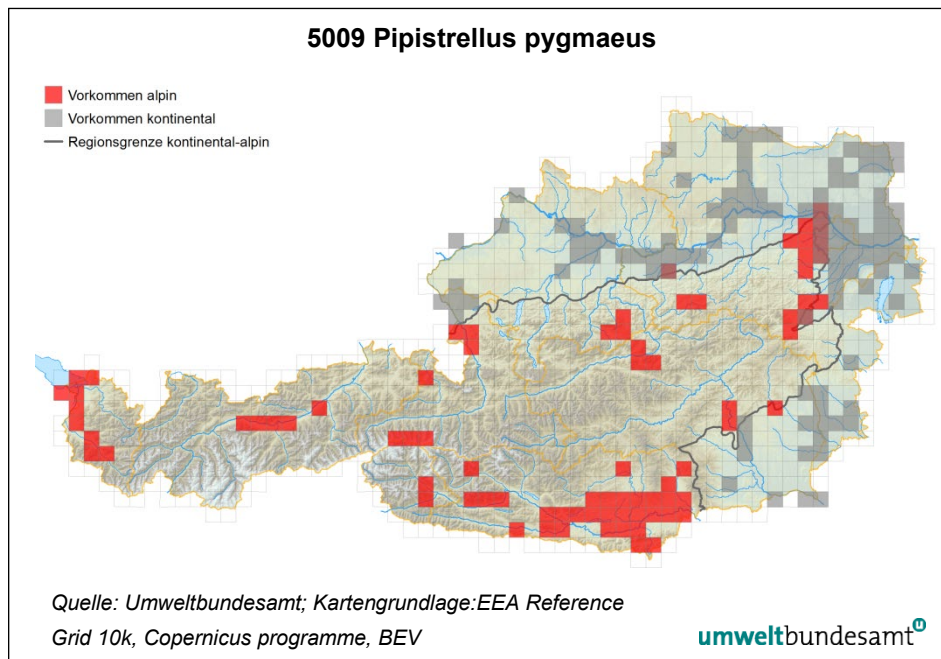 5009 Pipistrellus pygmaeus
Vorkommen alpin
Vorkommen kontinental
Regionsgrenze kontinental-alpin
Quelle: Umweltbundesamt; Kartengrundlage:EEA Reference
Grid 10k, Copernicus programme, BEV
umweltbundesamt u